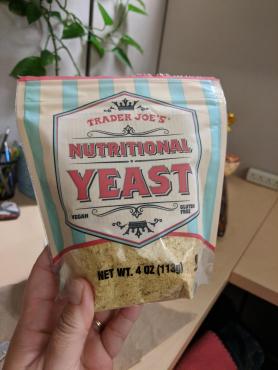 TRADER JOE'S®
NUTRITIONAL
YEAST
VEGAN
GLUTEN
FREE
NET WT. 4 OZ (113g)